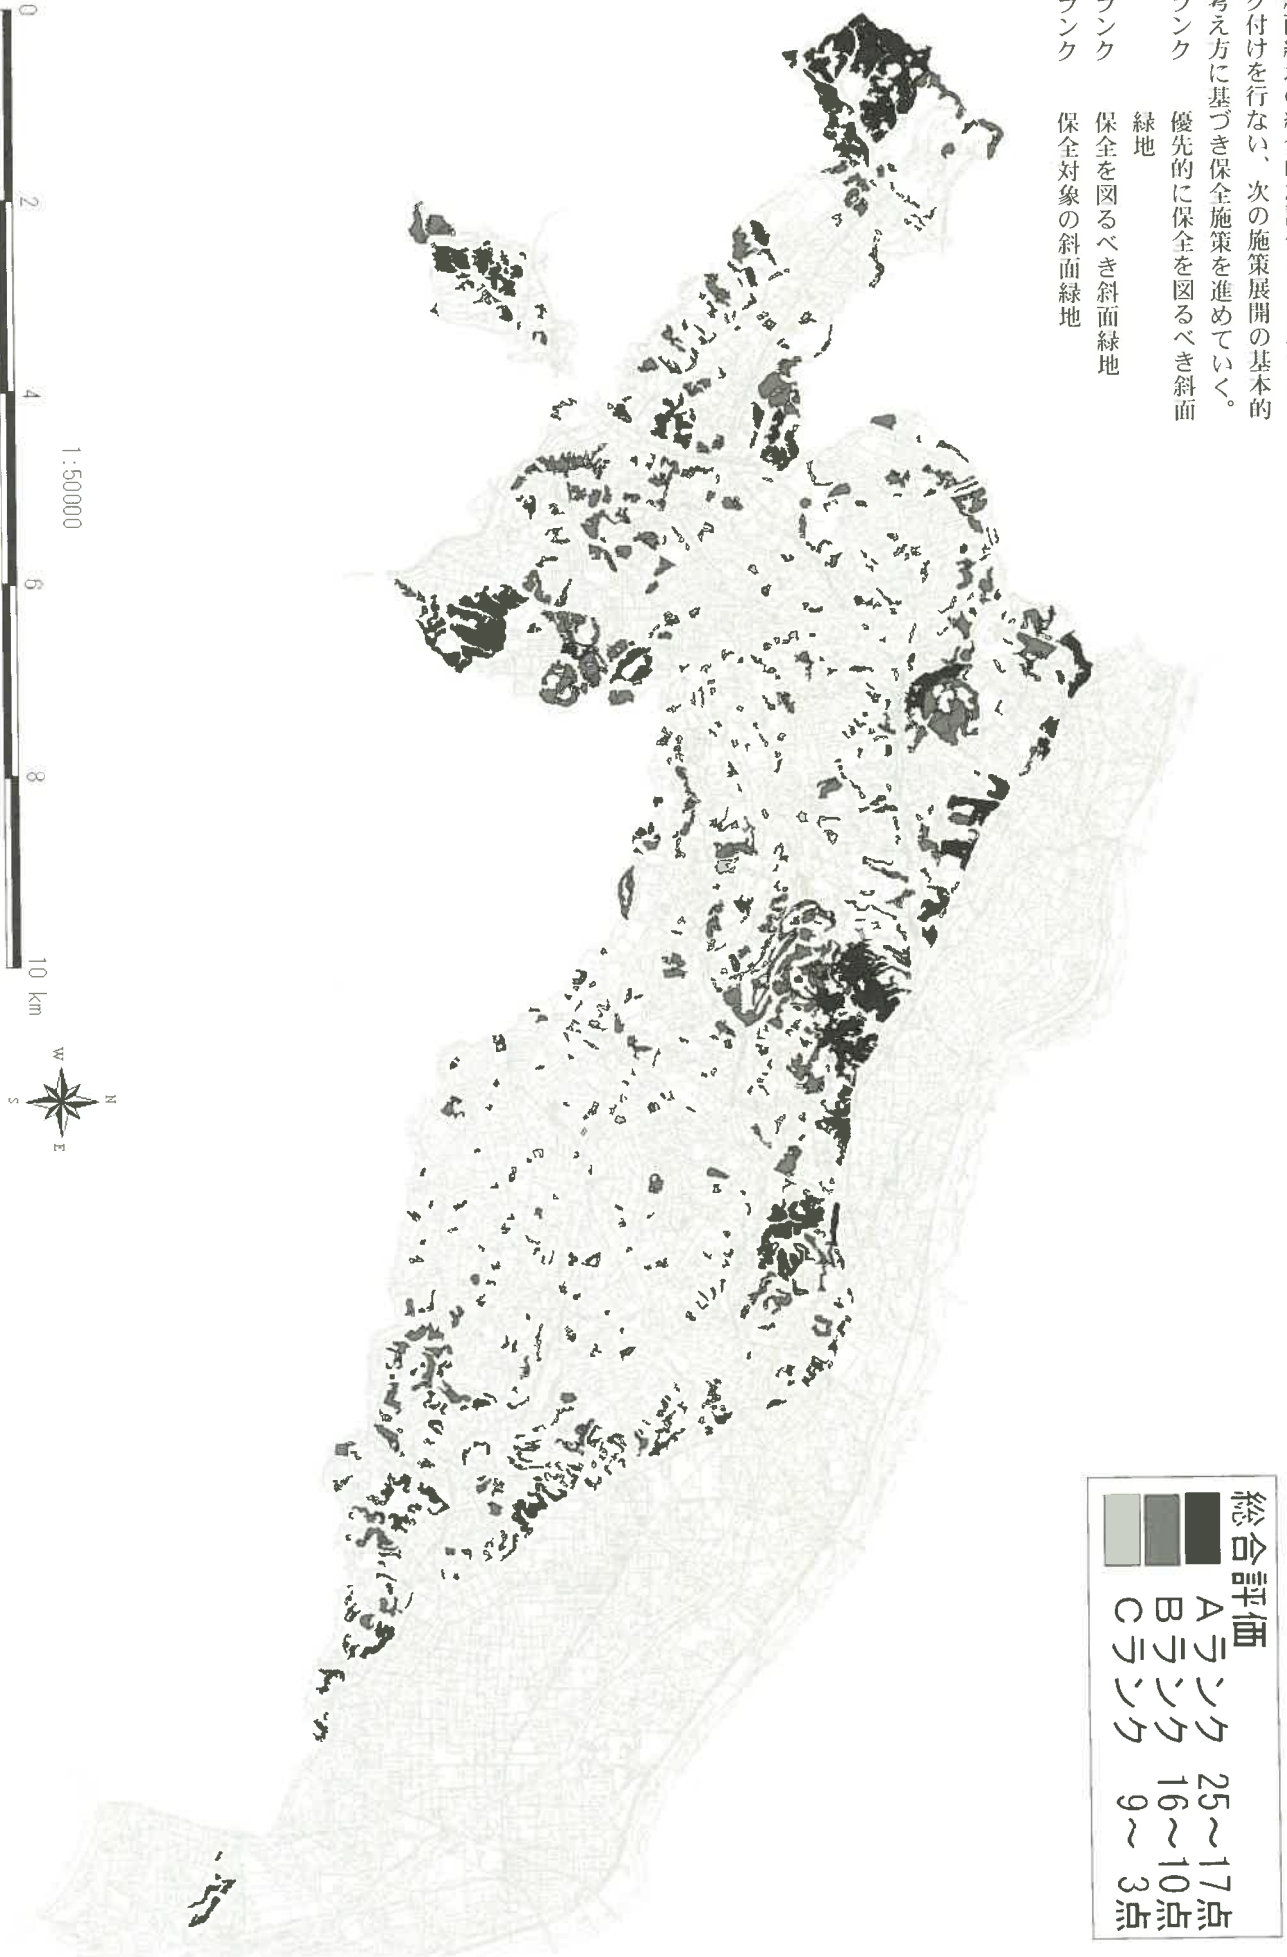 ク付けを行ない、次の施策展開の基本的
考え方に基づき保全施策を進めていく。
ランク 優先的に保全を図るべき斜面
緑地
ランク 保全を図るべき斜面緑地
ランク 保全対象の斜面緑地
総合評価
Aランク 25～17点
Bランク 16～10点
Cランク 9～ 3点
0 2 4 6 8 10 km
1:50000
N
W E
S